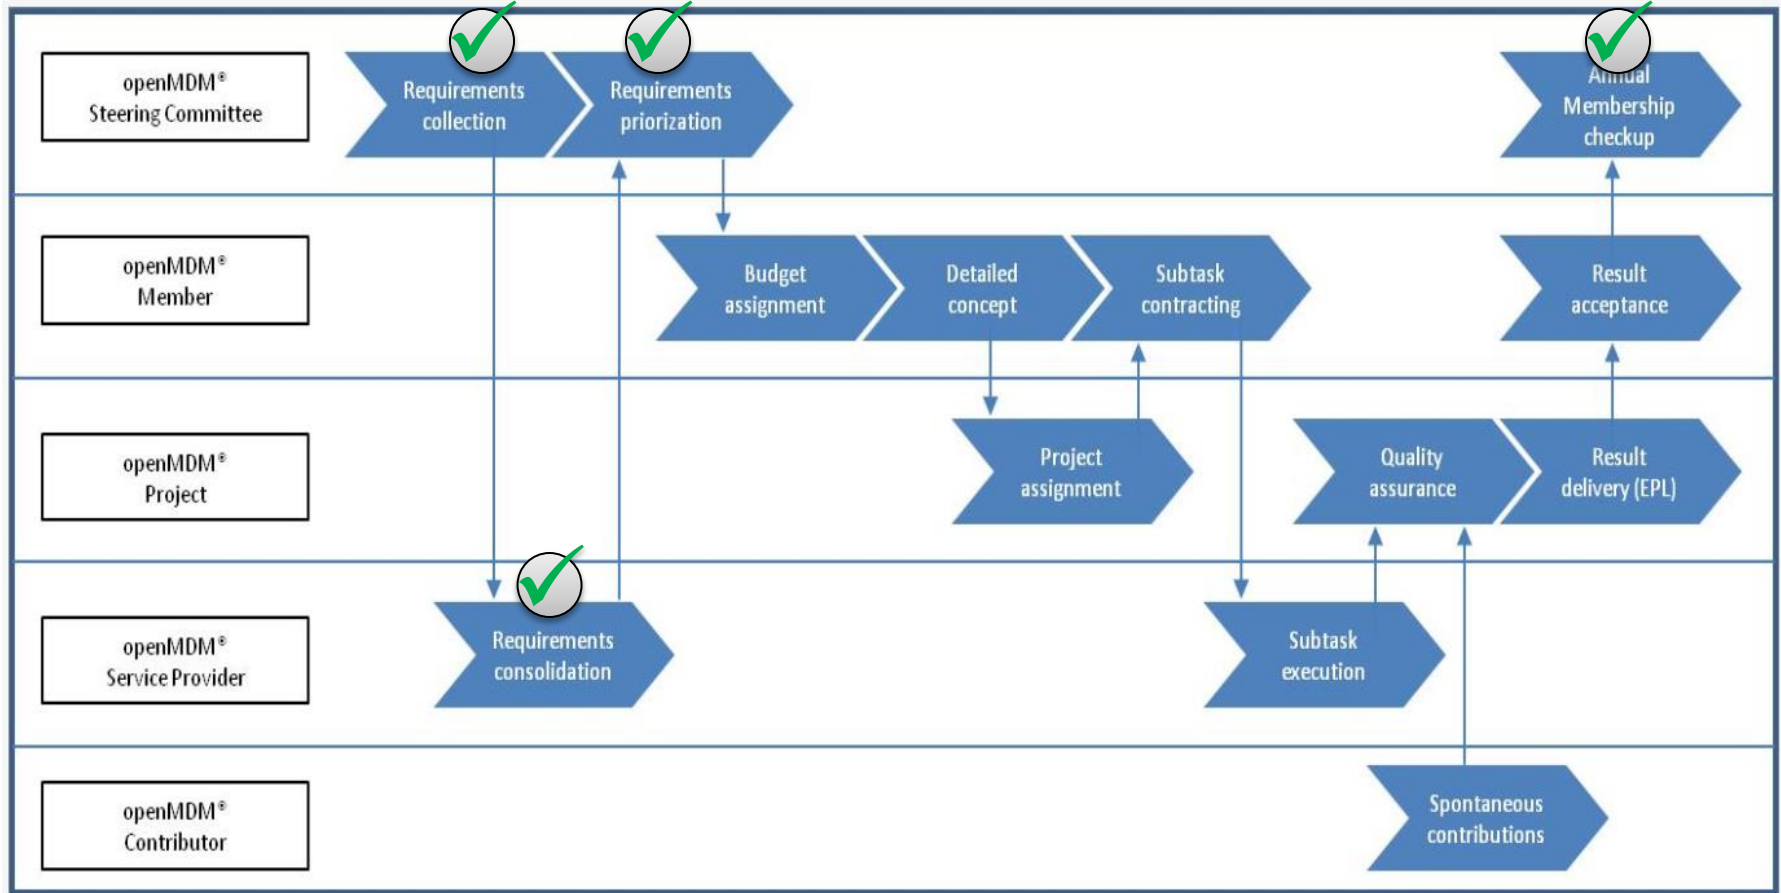 openMDM®
Steering Committee
Requirements
collection
Requirements
priorization
Annual
Membership
checkup
openMDM®
Member
Budget
assignment
Detailed
concept
Subtask
contracting
Result
acceptance
openMDM®
Project
Project
assignment
Quality
assurance
Result
delivery (EPL)
openMDM®
Service Provider
Requirements
consolidation
Subtask
execution
openMDM®
Contributor
Spontaneous
contributions